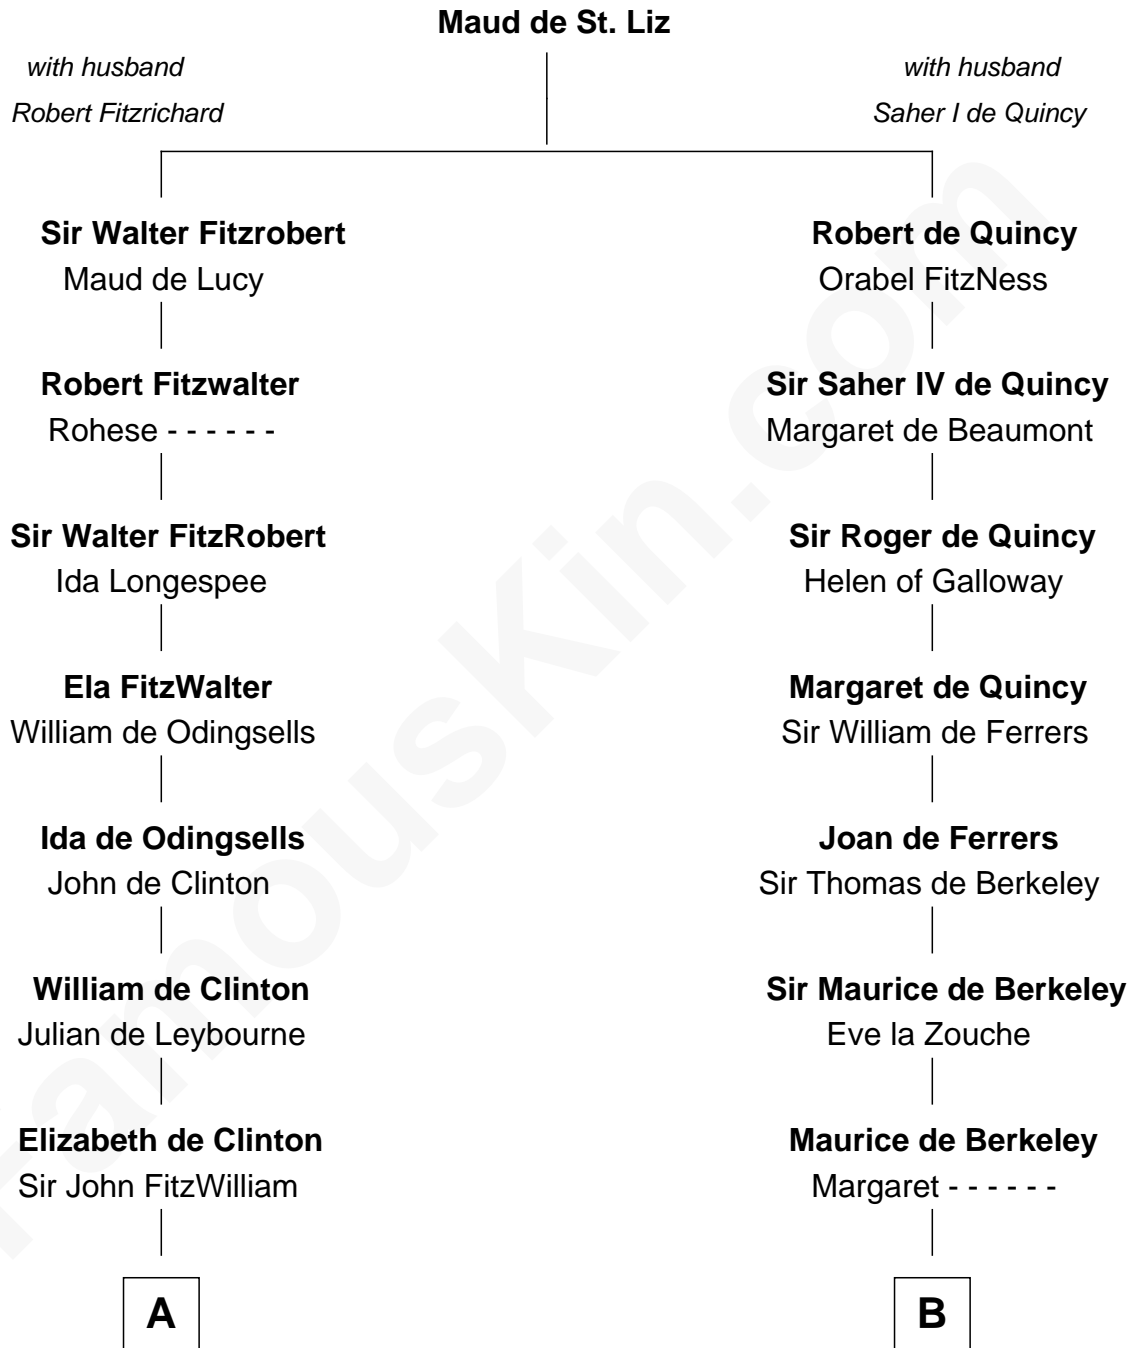 Maud de St. Liz
with husband
Robert Fitzrichard
with husband
Saher I de Quincy
Sir Walter Fitzrobert
Maud de Lucy
Robert de Quincy
Orabel FitzNess
Robert Fitzwalter
Rohese - - - - - -
Sir Saher IV de Quincy
Margaret de Beaumont
Sir Walter FitzRobert
Ida Longespee
Sir Roger de Quincy
Helen of Galloway
Ela FitzWalter
William de Odingsells
Margaret de Quincy
Sir William de Ferrers
Ida de Odingsells
John de Clinton
Joan de Ferrers
Sir Thomas de Berkeley
William de Clinton
Julian de Leybourne
Sir Maurice de Berkeley
Eve la Zouche
Elizabeth de Clinton
Sir John FitzWilliam
Maurice de Berkeley
Margaret - - - - - -
A
B
FamousKin.com